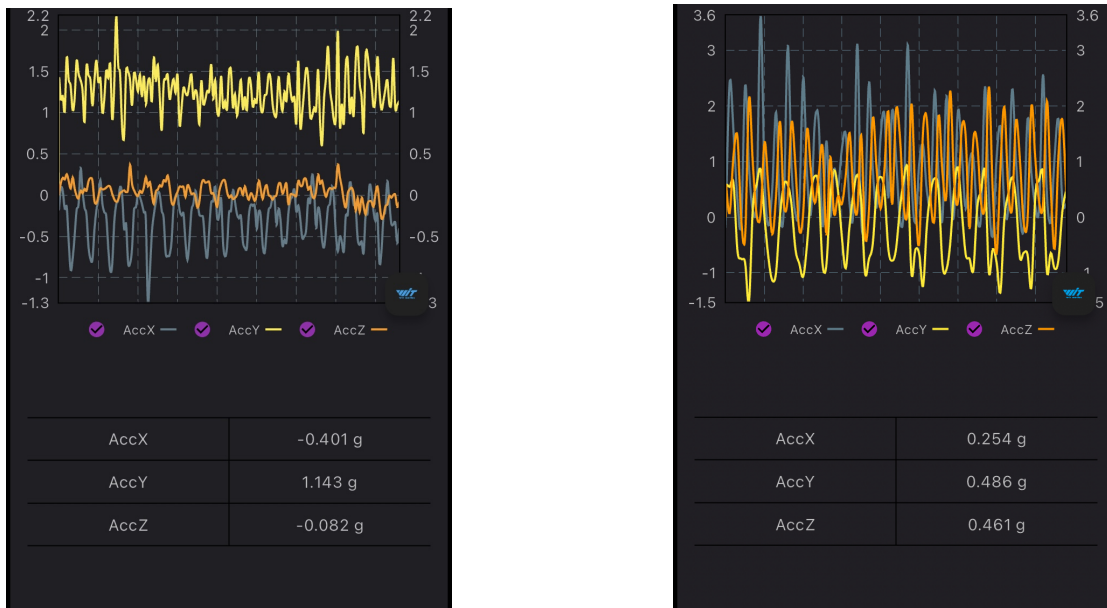 2.2 2.2
2 2
1.5 1.5
1 1
0.5 0.5
0 0
-0.5 -0.5
-1
-1.3 3
AccX AccY AccZ
AccX -0.401 g
AccY 1.143 g
AccZ -0.082 g
3.6 3.6
3 3
2 2
1 1
0 0
-1 1
-1.5 5
AccX AccY AccZ
AccX 0.254 g
AccY 0.486 g
AccZ 0.461 g